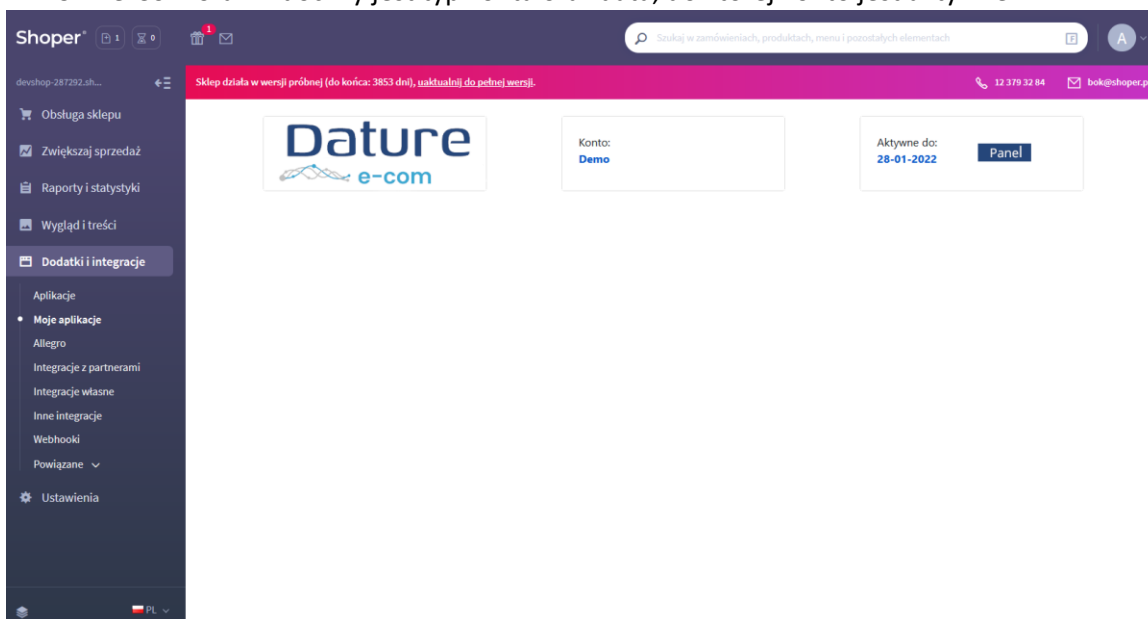 Shoper 1 0
1
Szukaj w zamówieniach, produktach, menu i pozostałych elementach
F
A
devshop-287292.sh...
Sklep działa w wersji próbnej (do końca: 3853 dni), uaktualnij do pełnej wersji.
12 379 32 84
bok@shoper.p
Obsługa sklepu
Zwiększaj sprzedaż
Raporty i statystyki
Wygląd i treści
Dodatki i integracje
Aplikacje
Moje aplikacje
Allegro
Integracje z partnerami
Integracje własne
Inne integracje
Webhooki
Powiązane
Ustawienia
PL
Dature
e-com
Konto:
Demo
Aktywne do:
28-01-2022
Panel